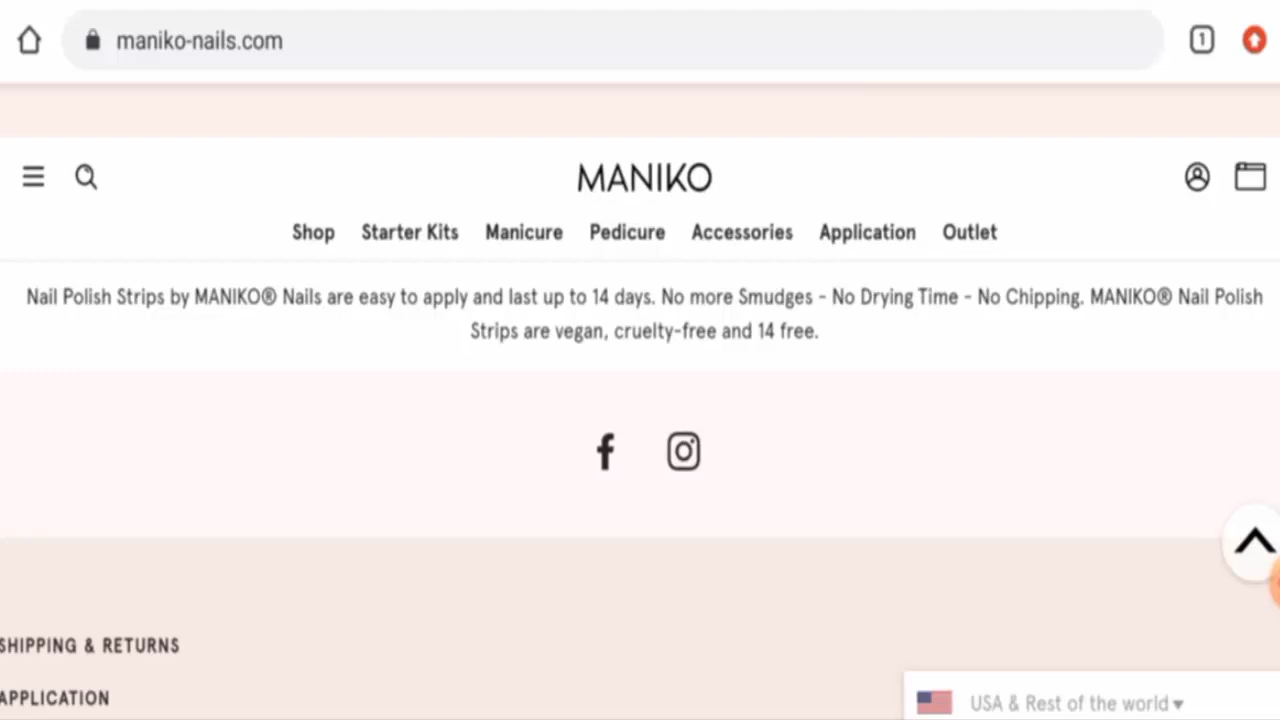 maniko-nails.com
1
MANIKO
Shop Starter Kits Manicure Pedicure Accessories Application Outlet
Nail Polish Strips by MANIKO® Nails are easy to apply and last up to 14 days. No more Smudges - No Drying Time - No Chipping. MANIKO® Nail Polish
Strips are vegan, cruelty-free and 14 free.
SHIPPING & RETURNS
APPLICATION
USA & Rest of the world